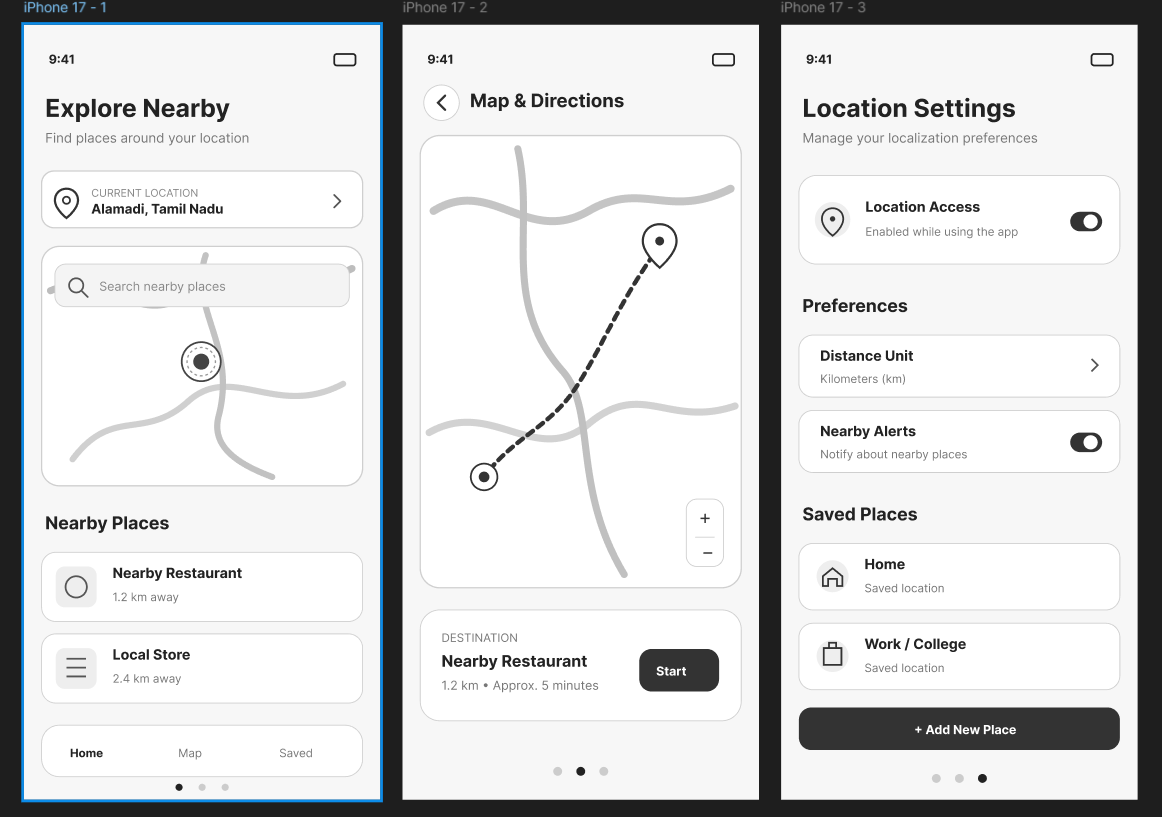 iPhone 17 - 1
9:41
Explore Nearby
Find places around your location
CURRENT LOCATION
Alamadi, Tamil Nadu
Search nearby places
Nearby Places
Nearby Restaurant
1.2 km away
Local Store
2.4 km away
Home
Map
Saved
iPhone 17 - 2
9:41
Map & Directions
+
−
DESTINATION
Nearby Restaurant
1.2 km • Approx. 5 minutes
Start
iPhone 17 - 3
9:41
Location Settings
Manage your localization preferences
Location Access
Enabled while using the app
Preferences
Distance Unit
Kilometers (km)
Nearby Alerts
Notify about nearby places
Saved Places
Home
Saved location
Work / College
Saved location
+ Add New Place